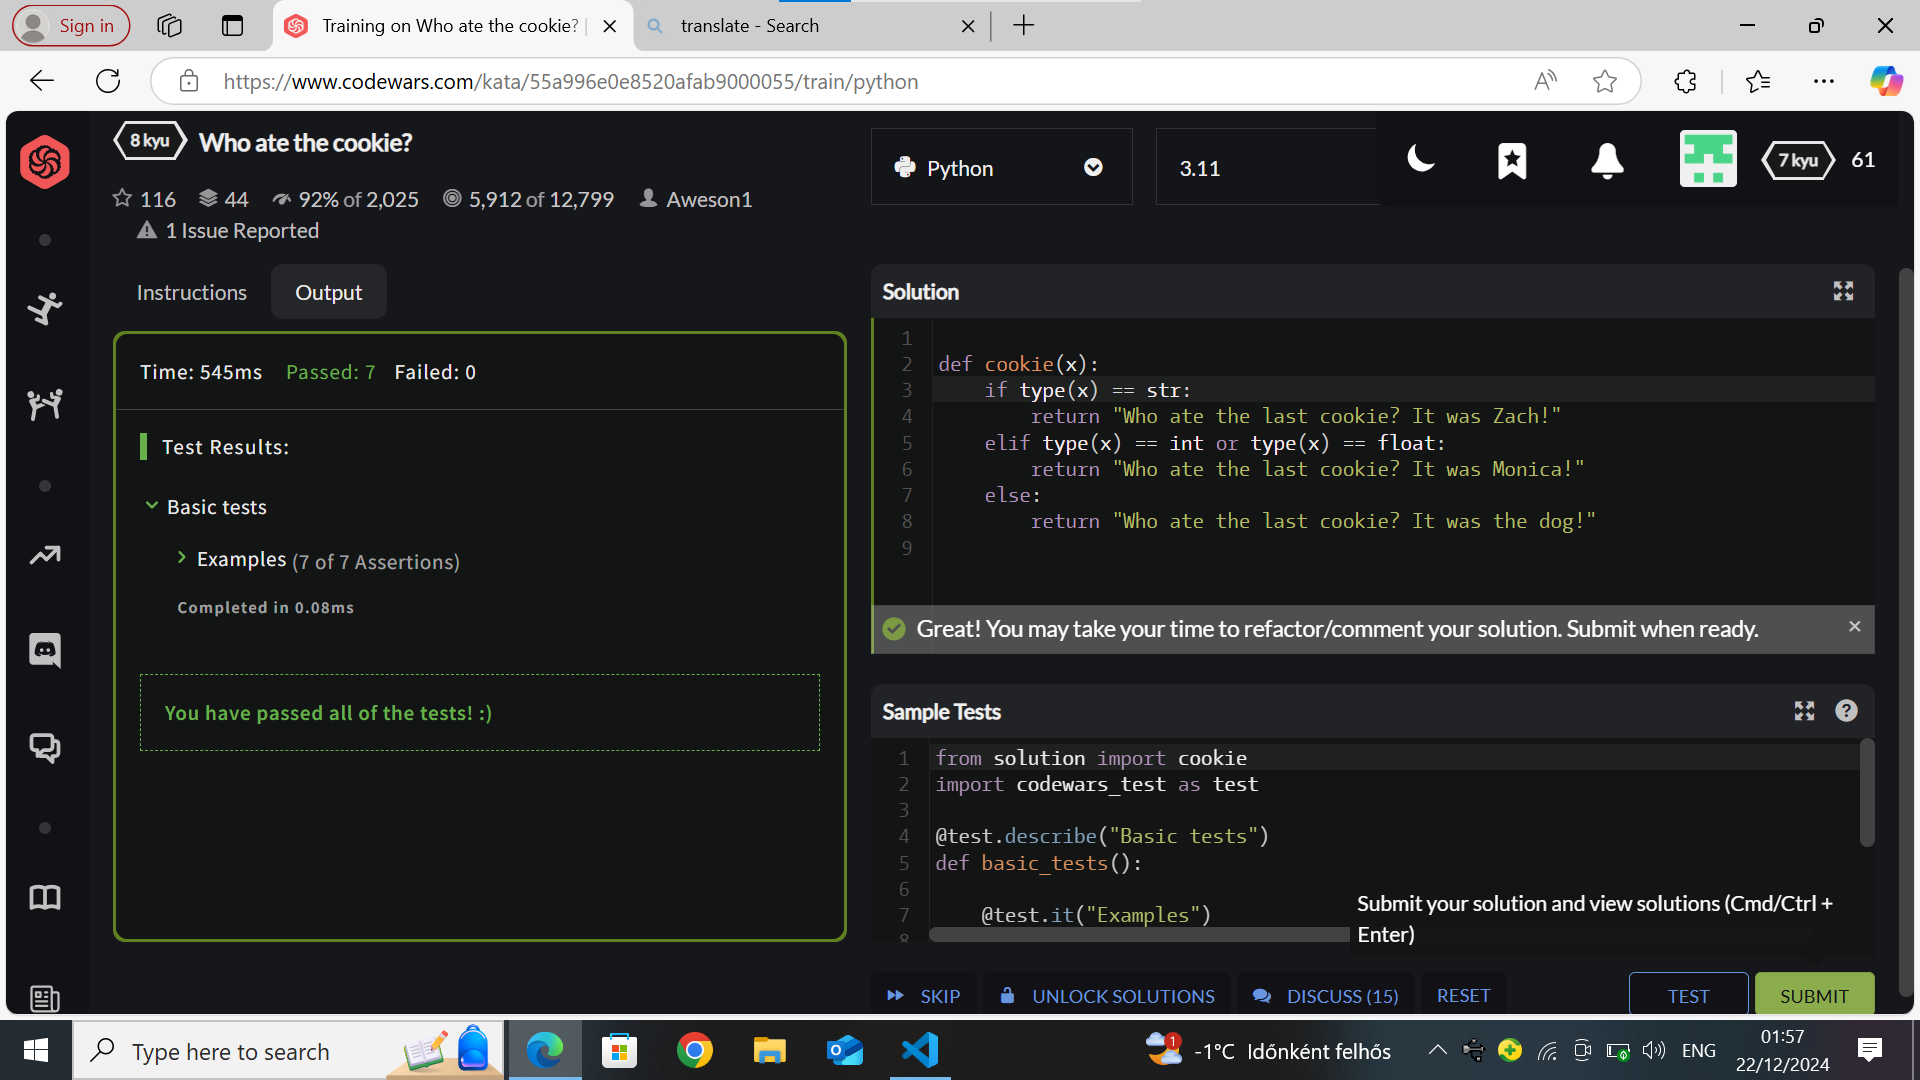 Sign in
Training on Who ate the cookie? |
translate - Search
https://www.codewars.com/kata/55a996e0e8520afab9000055/train/python
8 kyu
Who ate the cookie?
116 44 92% of 2,025 5,912 of 12,799 Aweson1
1 Issue Reported
Python
3.11
7 kyu
61
Instructions
Output
Time: 545ms Passed: 7 Failed: 0
Test Results:
Basic tests
Examples (7 of 7 Assertions)
Completed in 0.08ms
You have passed all of the tests! :)
Solution
1
2 def cookie(x):
3     if type(x) == str:
4         return "Who ate the last cookie? It was Zach!"
5     elif type(x) == int or type(x) == float:
6         return "Who ate the last cookie? It was Monica!"
7     else:
8         return "Who ate the last cookie? It was the dog!"
9
Great! You may take your time to refactor/comment your solution. Submit when ready.
Sample Tests
1 from solution import cookie
2 import codewars_test as test
3
4 @test.describe("Basic tests")
5 def basic_tests():
6
7     @test.it("Examples")
8
Submit your solution and view solutions (Cmd/Ctrl +
Enter)
SKIP
UNLOCK SOLUTIONS
DISCUSS (15)
RESET
TEST
SUBMIT
Type here to search
1
-1°C Időnként felhős
ENG
01:57
22/12/2024